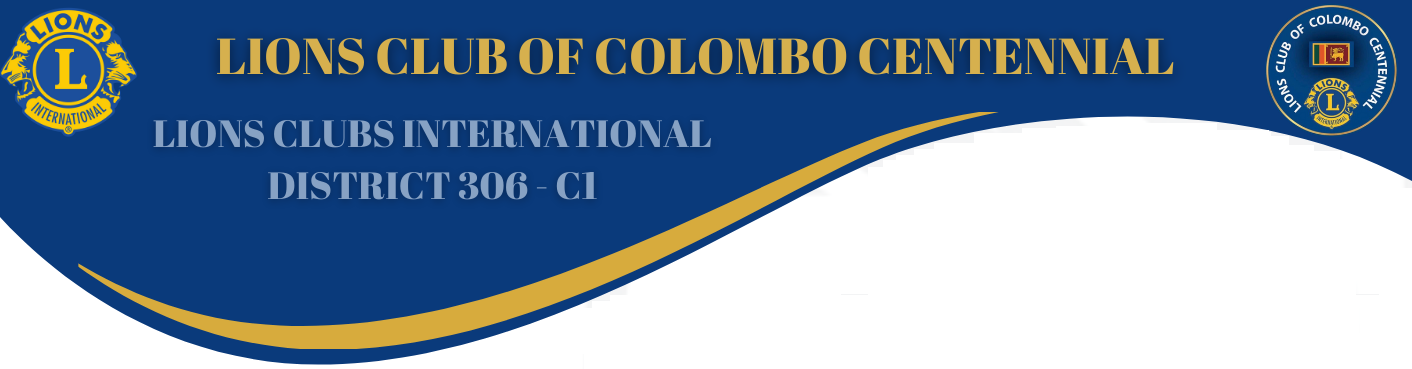 LIONS
L
INTERNATIONAL
®
LIONS CLUB OF COLOMBO CENTENNIAL
LIONS CLUBS INTERNATIONAL
DISTRICT 306 - C1
LIONS CLUB OF COLOMBO CENTENNIAL
LIONS
L
INTERNATIONAL